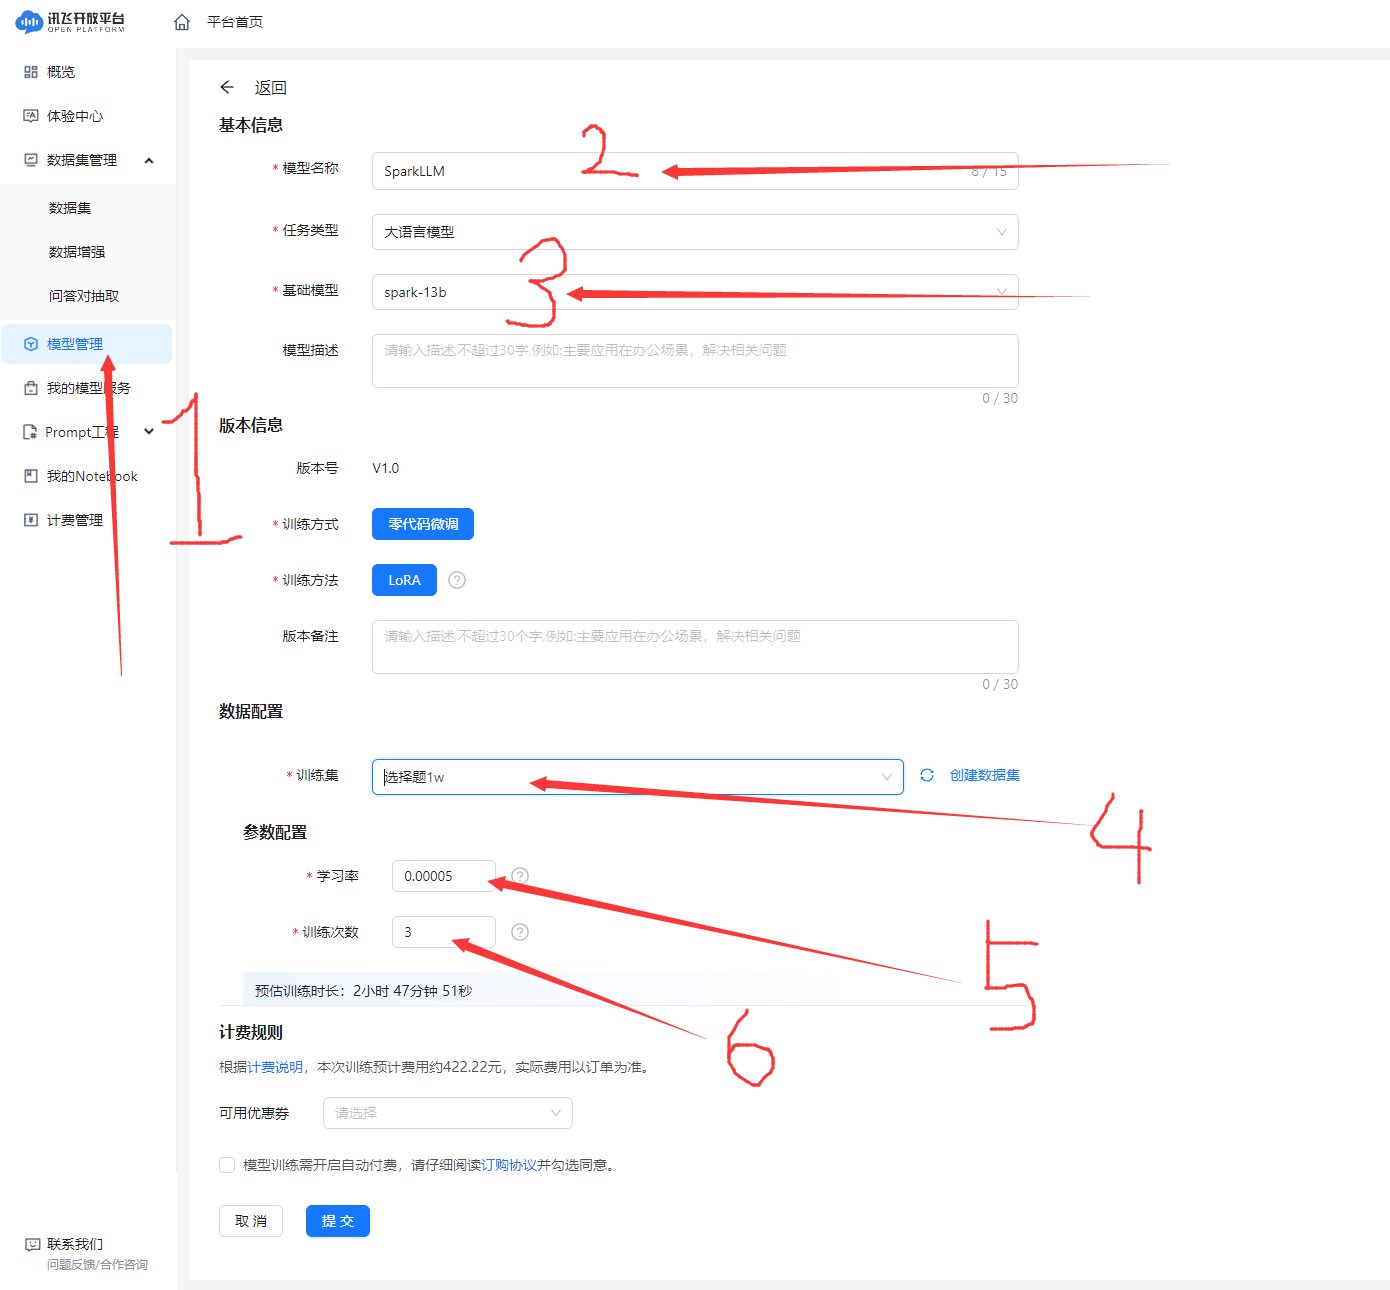 讯飞开放平台
OPEN PLATFORM
平台首页
概览
体验中心
数据集管理
数据集
数据增强
问答对抽取
模型管理
我的模型服务
Prompt工程
我的Notebook
计费管理
联系我们
问题反馈/合作咨询
返回
基本信息
* 模型名称 SparkLLM 8 / 15
* 任务类型 大语言模型
* 基础模型 spark-13b
模型描述 请输入描述,不超过30字,例如:主要应用在办公场景，解决相关问题
0 / 30
版本信息
版本号 V1.0
* 训练方式 零代码微调
* 训练方法 LoRA ?
版本备注 请输入描述,不超过30个字,例如:主要应用在办公场景，解决相关问题
0 / 30
数据配置
* 训练集 选择题1w 创建数据集
参数配置
* 学习率 0.00005 ?
* 训练次数 3 ?
预估训练时长：2小时 47分钟 51秒
计费规则
根据计费说明，本次训练预计费用约422.22元，实际费用以订单为准。
可用优惠券 请选择
模型训练需开启自动付费，请仔细阅读订购协议并勾选同意。
取 消 提 交
1
2
3
4
5
6